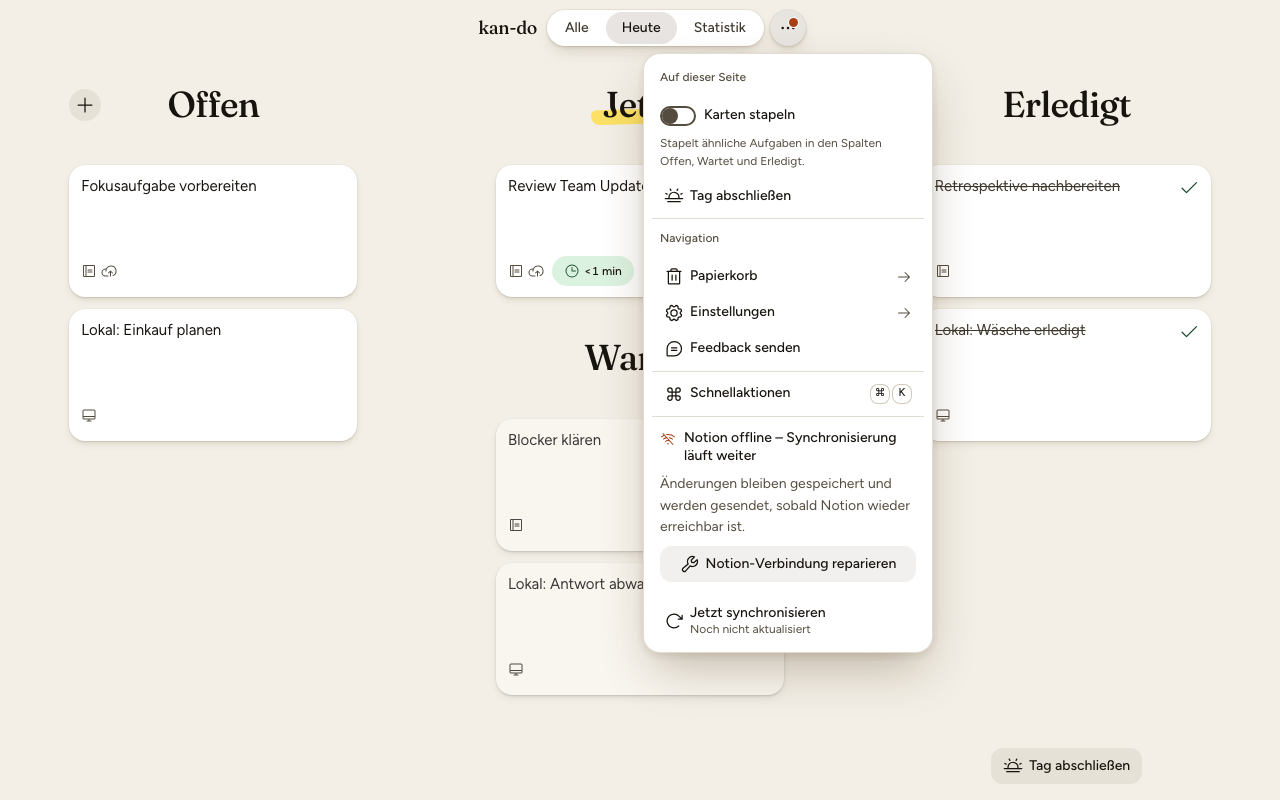 kan-do
Alle
Heute
Statistik
Offen
Erledigt
Fokusaufgabe vorbereiten
Lokal: Einkauf planen
Review Team
<1 min
Blocker klären
Lokal: Antwort
Retrospektive nachbereiten
Lokal: Wäsche erledigt
Auf dieser Seite
Karten stapeln
Stapelt ähnliche Aufgaben in den Spalten
Offen, Wartet und Erledigt.
Tag abschließen
Navigation
Papierkorb
Einstellungen
Feedback senden
Schnellaktionen
⌘ K
Notion offline – Synchronisierung
läuft weiter
Änderungen bleiben gespeichert und
werden gesendet, sobald Notion wieder
erreichbar ist.
Notion-Verbindung reparieren
Jetzt synchronisieren
Noch nicht aktualisiert
Tag abschließen